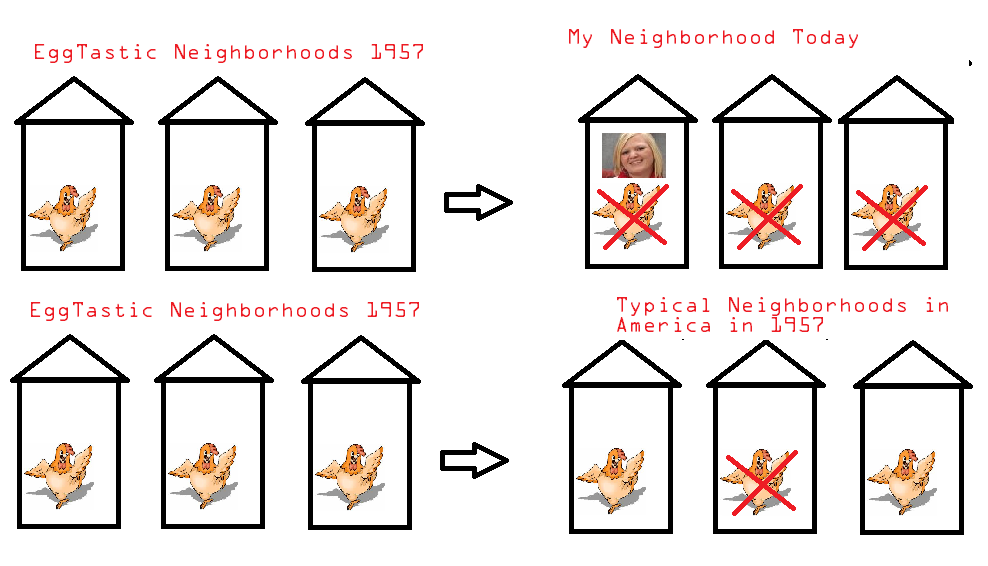 EggTastic Neighborhoods 1957
My Neighborhood Today
EggTastic Neighborhoods 1957
Typical Neighborhoods in
America in 1957